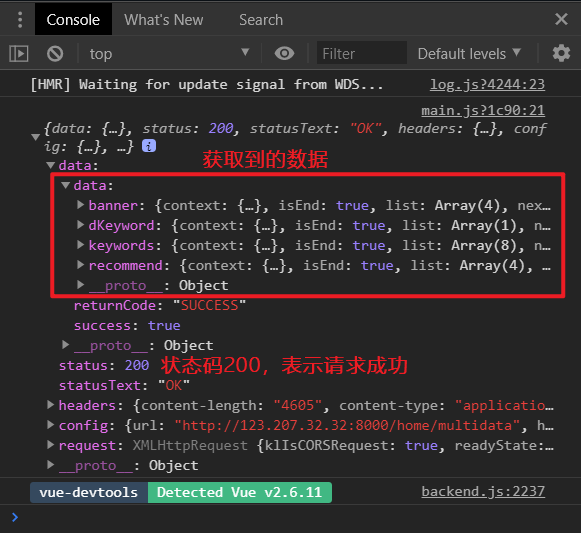 Console What's New Search
top Filter Default levels
[HMR] Waiting for update signal from WDS... log.js?4244:23
main.js?1c90:21
{data: {…}, status: 200, statusText: "OK", headers: {…}, conf
ig: {…}, …} i
获取到的数据
data:
data:
banner: {context: {…}, isEnd: true, list: Array(4), nex…
dKeyword: {context: {…}, isEnd: true, list: Array(1), n…
keywords: {context: {…}, isEnd: true, list: Array(8), n…
recommend: {context: {…}, isEnd: true, list: Array(4), …
__proto__: Object
returnCode: "SUCCESS"
success: true
__proto__: Object
status: 200 状态码200，表示请求成功
statusText: "OK"
headers: {content-length: "4605", content-type: "applicatio…
config: {url: "http://123.207.32.32:8000/home/multidata", h…
request: XMLHttpRequest {klIsCORSRequest: true, readyState:…
__proto__: Object
vue-devtools Detected Vue v2.6.11 backend.js:2237